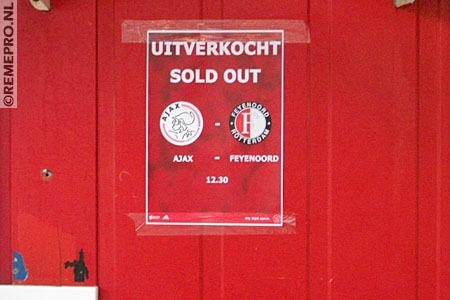 ©REMEPRO.NL
UITVERKOCHT
SOLD OUT
AJAX
FEYENOORD
ROTTERDAM
F
-
AJAX - FEYENOORD
12.30